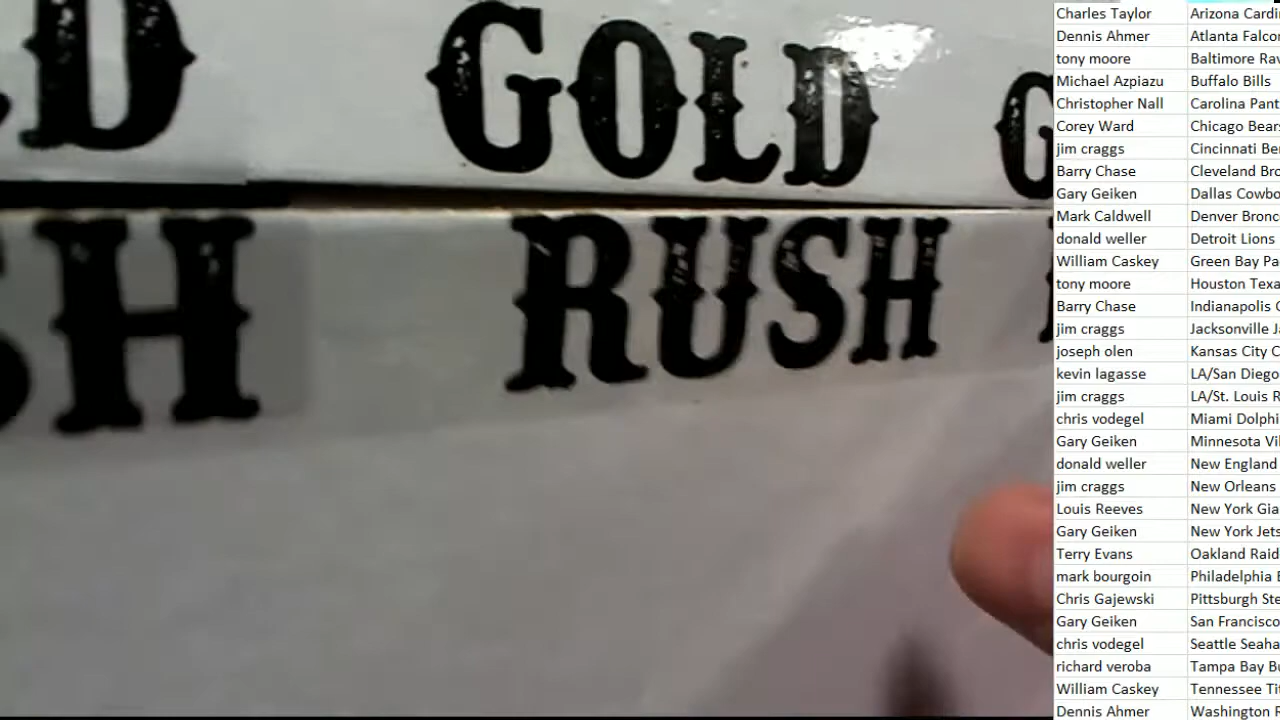 D GOLD G
SH RUSH
Charles Taylor Arizona Cardi
Dennis Ahmer Atlanta Falco
tony moore Baltimore Rav
Michael Azpiazu Buffalo Bills
Christopher Nall Carolina Pant
Corey Ward Chicago Bear
jim craggs Cincinnati Be
Barry Chase Cleveland Bro
Gary Geiken Dallas Cowbo
Mark Caldwell Denver Bronc
donald weller Detroit Lions
William Caskey Green Bay Pa
tony moore Houston Texa
Barry Chase Indianapolis C
jim craggs Jacksonville J
joseph olen Kansas City C
kevin lagasse LA/San Diego
jim craggs LA/St. Louis R
chris vodegel Miami Dolphi
Gary Geiken Minnesota Vi
donald weller New England
jim craggs New Orleans
Louis Reeves New York Gia
Gary Geiken New York Jets
Terry Evans Oakland Raid
mark bourgoin Philadelphia E
Chris Gajewski Pittsburgh Ste
Gary Geiken San Francisco
chris vodegel Seattle Seaha
richard veroba Tampa Bay Bu
William Caskey Tennessee Ti
Dennis Ahmer Washington R